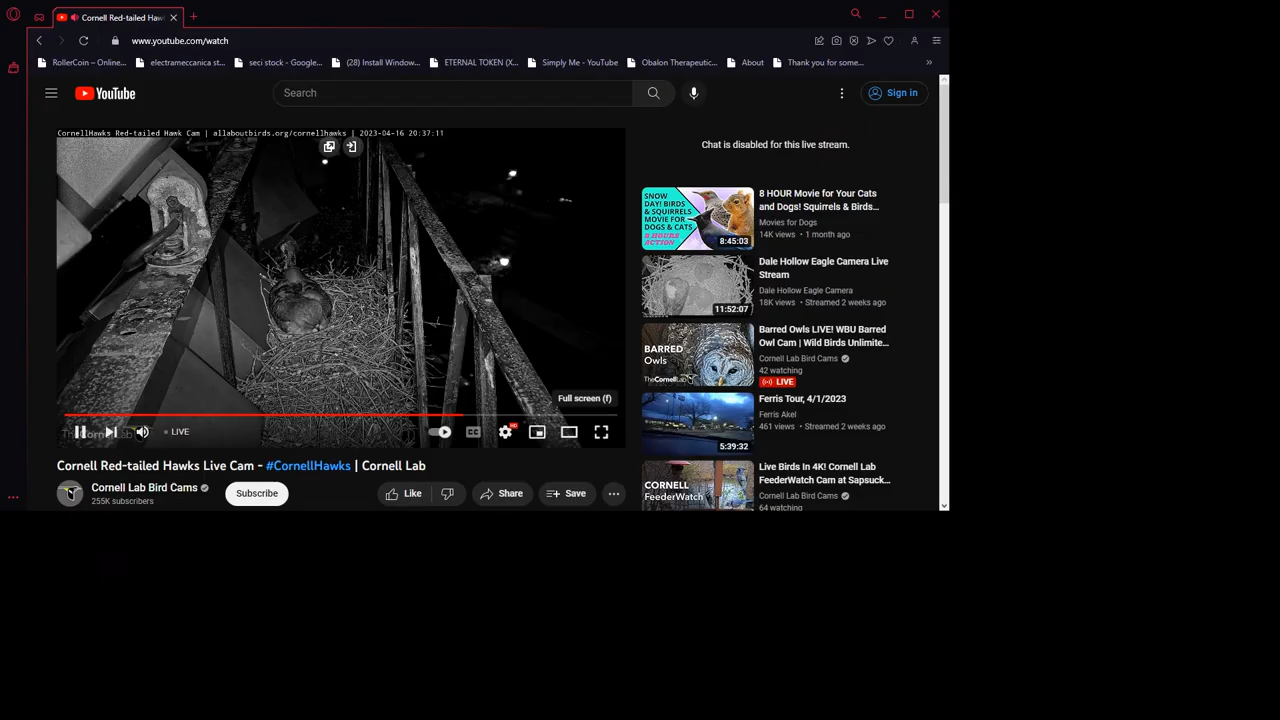 Cornell Red-tailed Haw
www.youtube.com/watch
RollerCoin – Online...
electrameccanica st...
seci stock - Google...
(28) Install Window...
ETERNAL TOKEN (X...
Simply Me - YouTube
Obalon Therapeutic...
About
Thank you for some...
»
YouTube
Search
Sign in
CornellHawks Red-tailed Hawk Cam | allaboutbirds.org/cornellhawks | 2023-04-16 20:37:11
Full screen (f)
LIVE
CC
HD
TheCornellLab
Cornell Red-tailed Hawks Live Cam - #CornellHawks | Cornell Lab
Cornell Lab Bird Cams
255K subscribers
Subscribe
Like
Share
Save
Chat is disabled for this live stream.
SNOW
DAY! BIRDS
& SQUIRRELS
MOVIE FOR
DOGS & CATS
8 HOURS
ACTION
8:45:03
8 HOUR Movie for Your Cats
and Dogs! Squirrels & Birds...
Movies for Dogs
14K views • 1 month ago
11:52:07
Dale Hollow Eagle Camera Live
Stream
Dale Hollow Eagle Camera
18K views • Streamed 2 weeks ago
BARRED
Owls
TheCornellLab
Barred Owls LIVE! WBU Barred
Owl Cam | Wild Birds Unlimite...
Cornell Lab Bird Cams
42 watching
LIVE
5:39:32
Ferris Tour, 4/1/2023
Ferris Akel
461 views • Streamed 2 weeks ago
CORNELL
FeederWatch
Live Birds In 4K! Cornell Lab
FeederWatch Cam at Sapsuck...
Cornell Lab Bird Cams
64 watching